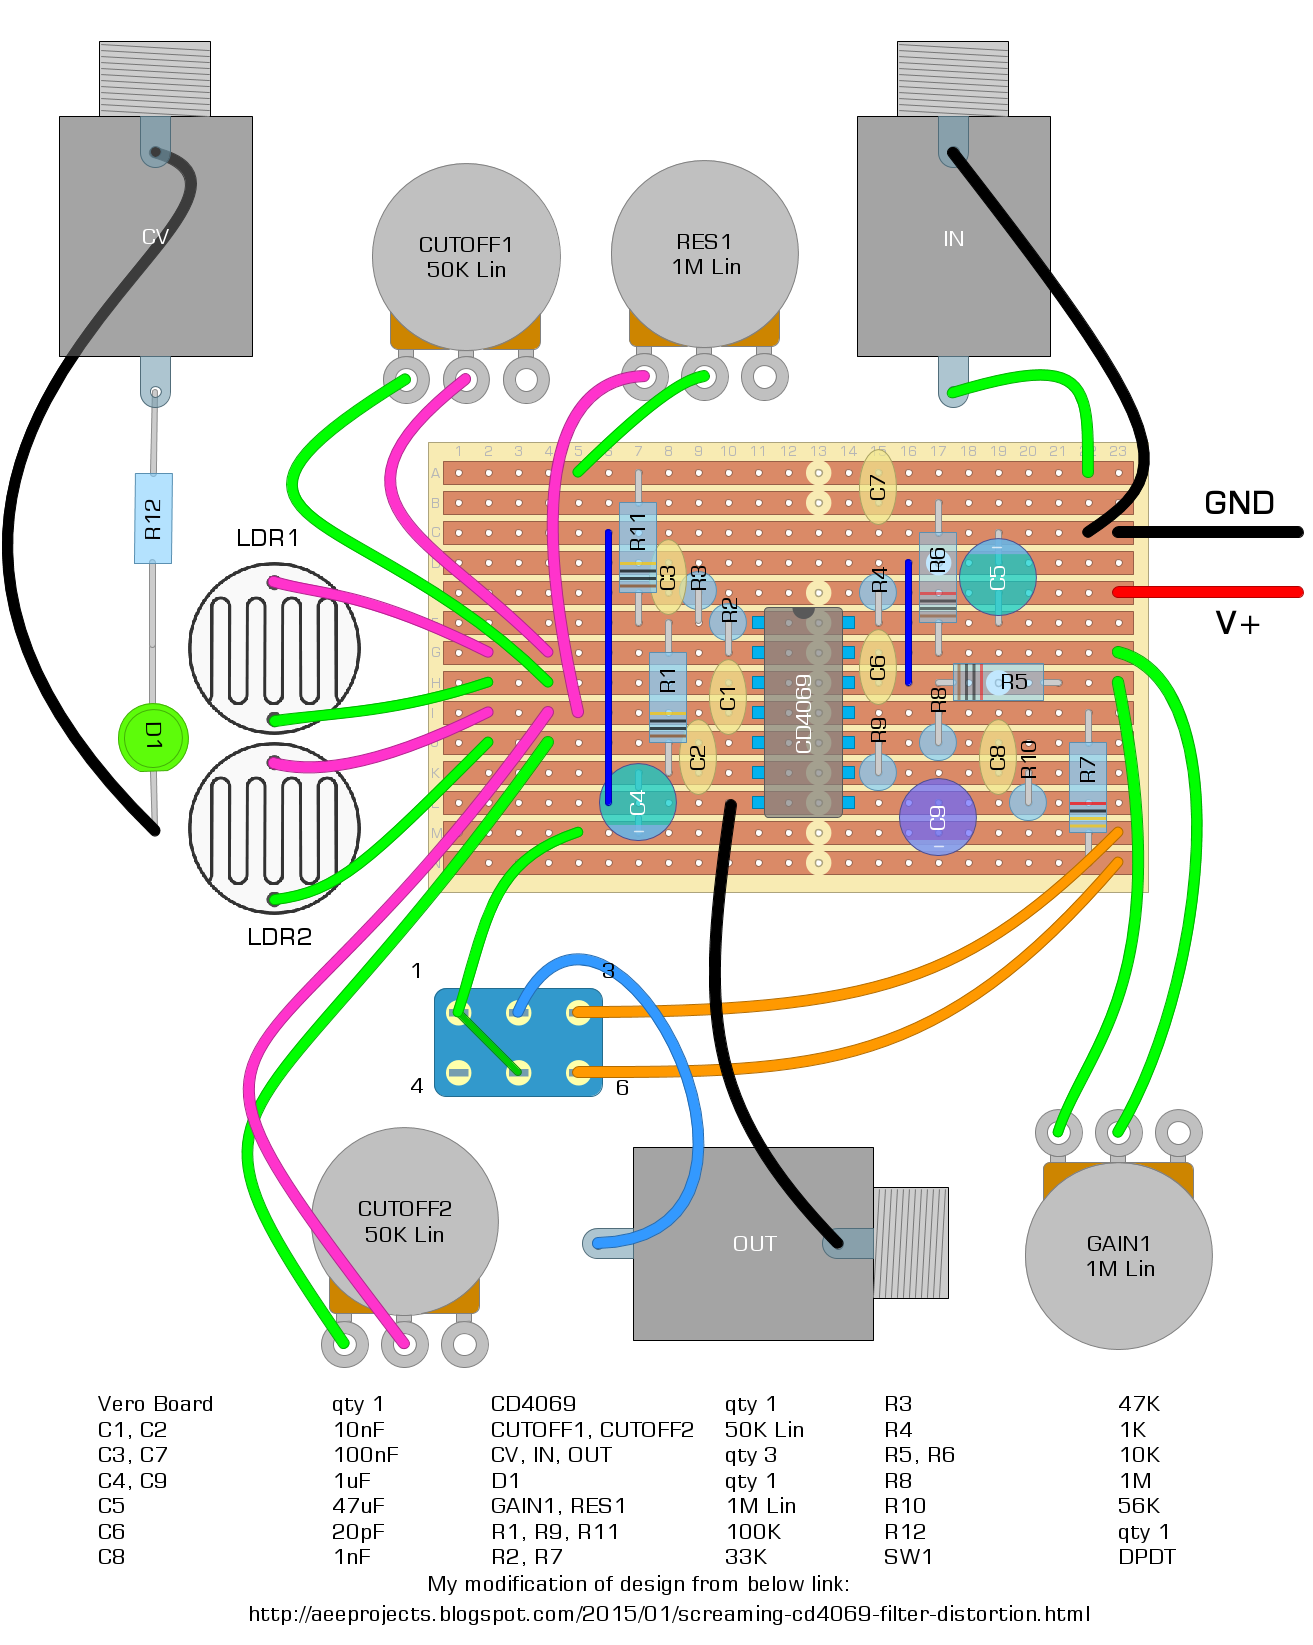 CV
CUTOFF1
50K Lin
RES1
1M Lin
IN
R12
LDR1
D1
LDR2
1 2 3 4 5 6 7 8 9 10 11 12 13 14 15 16 17 18 19 20 21 22 23
A
B
C
E
G
H
I
K
L
M
R11
C3
R3
R2
R1
C1
C2
C4
CD4069
C7
R4
C6
R9
R6
C5
R5
R8
C8
R10
R7
C9
GND
V+
1
3
4
6
CUTOFF2
50K Lin
OUT
GAIN1
1M Lin
Vero Board qty 1 CD4069 qty 1 R3 47K
C1, C2 10nF CUTOFF1, CUTOFF2 50K Lin R4 1K
C3, C7 100nF CV, IN, OUT qty 3 R5, R6 10K
C4, C9 1uF D1 qty 1 R8 1M
C5 47uF GAIN1, RES1 1M Lin R10 56K
C6 20pF R1, R9, R11 100K R12 qty 1
C8 1nF R2, R7 33K SW1 DPDT
My modification of design from below link:
http://aeeprojects.blogspot.com/2015/01/screaming-cd4069-filter-distortion.html